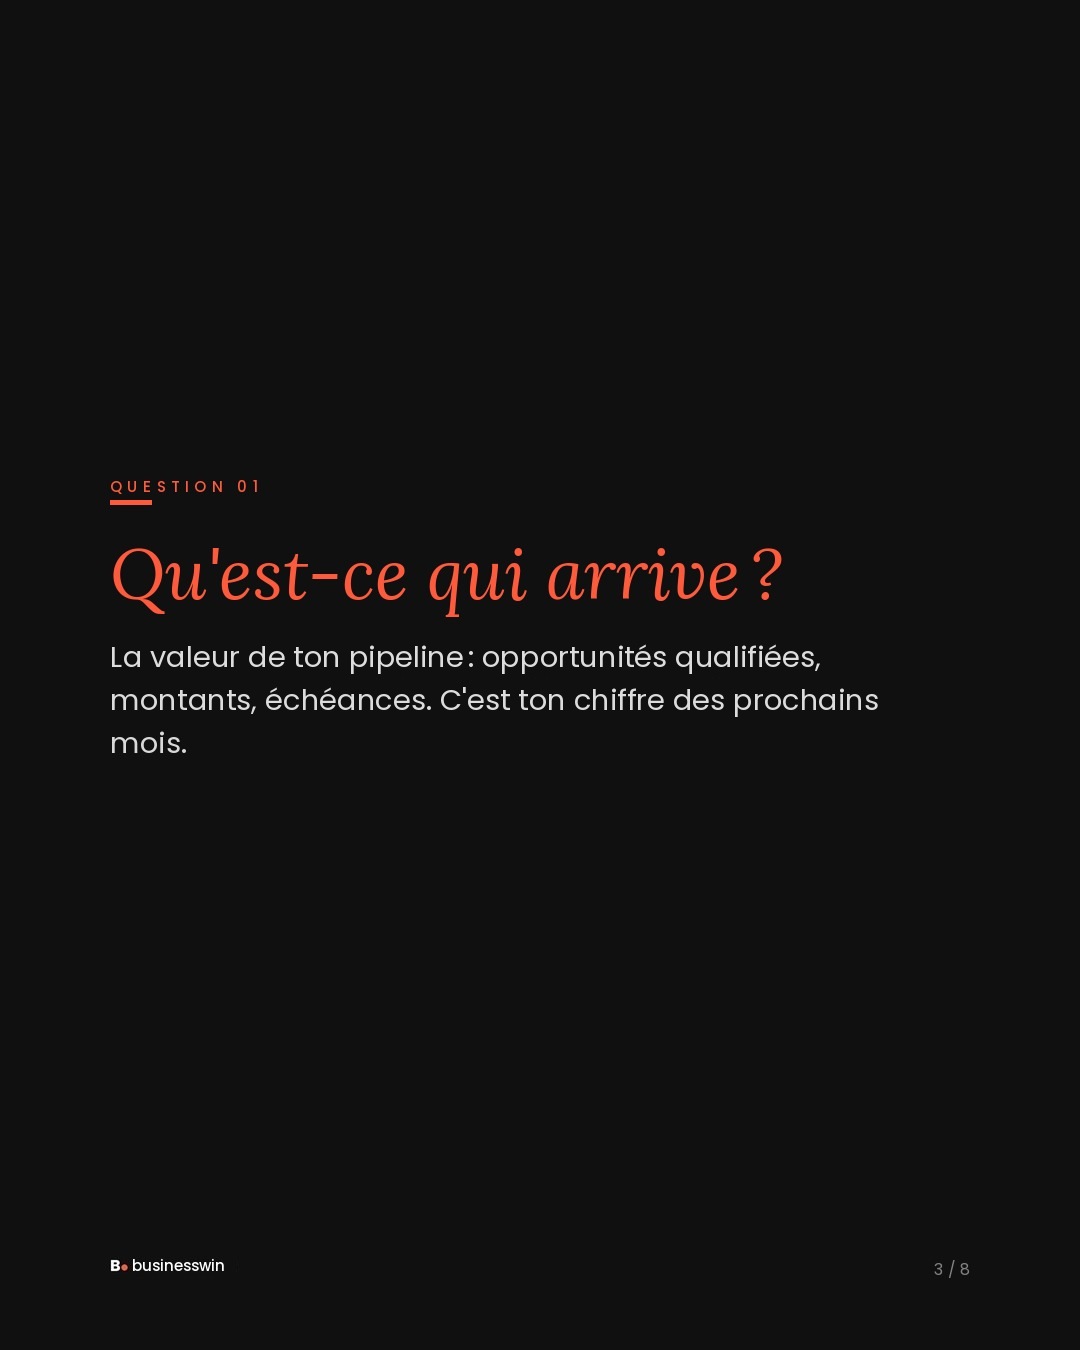 QUESTION 01
Qu'est-ce qui arrive ?
La valeur de ton pipeline : opportunités qualifiées,
montants, échéances. C'est ton chiffre des prochains
mois.
B• businesswin
3 / 8